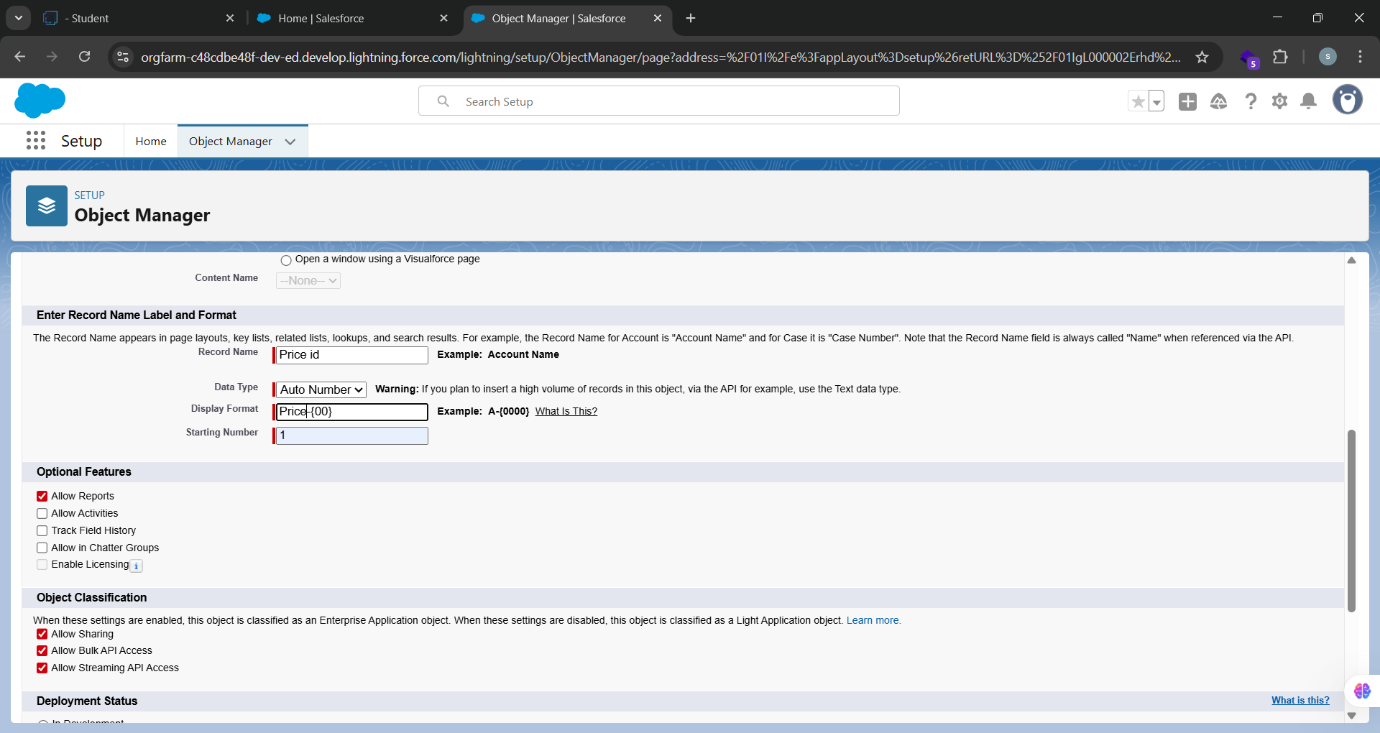 - Student
Home | Salesforce
Object Manager | Salesforce
orgfarm-c48cdbe48f-dev-ed.develop.lightning.force.com/lightning/setup/ObjectManager/page?address=%2F01I%2Fe%3FappLayout%3Dsetup%26retURL%3D%252F01IgL000002Erhd%2...
5
S
Search Setup
Setup
Home
Object Manager
SETUP
Object Manager
Open a window using a Visualforce page
Content Name --None--
Enter Record Name Label and Format
The Record Name appears in page layouts, key lists, related lists, lookups, and search results. For example, the Record Name for Account is "Account Name" and for Case it is "Case Number". Note that the Record Name field is always called "Name" when referenced via the API.
Record Name Price id Example: Account Name
Data Type Auto Number Warning: If you plan to insert a high volume of records in this object, via the API for example, use the Text data type.
Display Format Price-{00} Example: A-{0000} What Is This?
Starting Number 1
Optional Features
Allow Reports
Allow Activities
Track Field History
Allow in Chatter Groups
Enable Licensing i
Object Classification
When these settings are enabled, this object is classified as an Enterprise Application object. When these settings are disabled, this object is classified as a Light Application object. Learn more.
Allow Sharing
Allow Bulk API Access
Allow Streaming API Access
Deployment Status What is this?
In Development